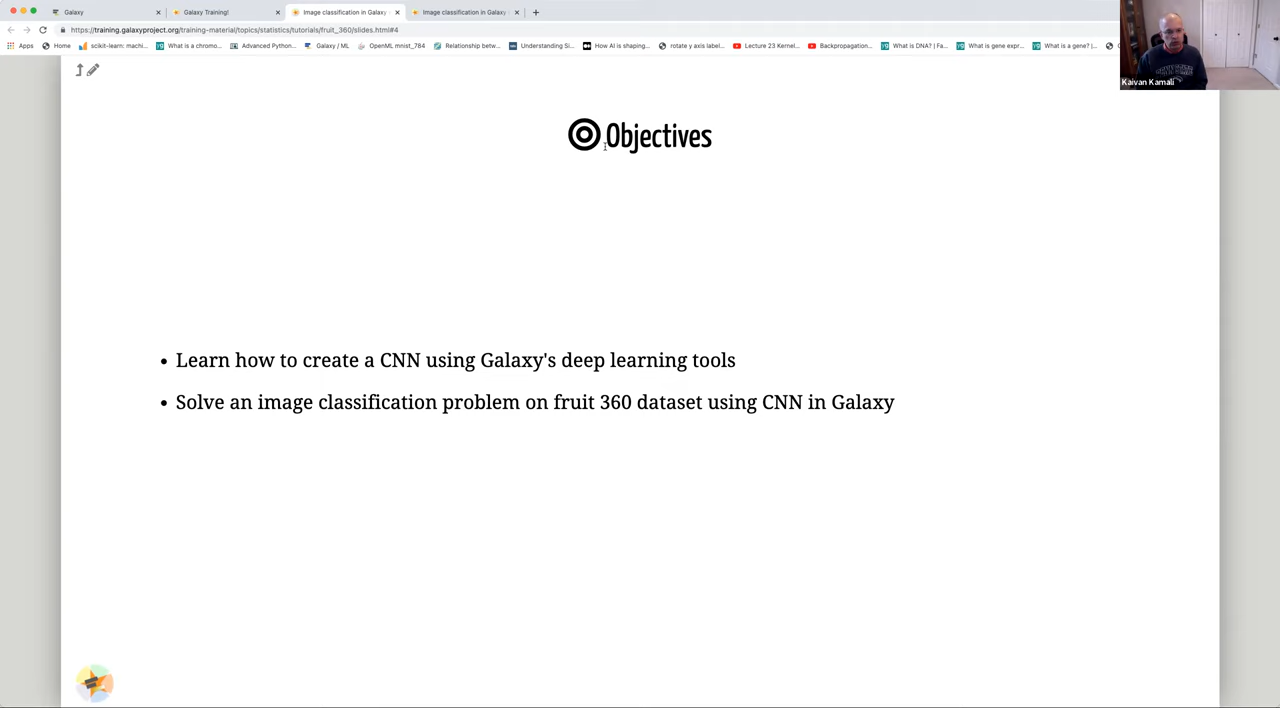 Galaxy
Galaxy Training!
Image classification in Galaxy
Image classification in Galaxy
https://training.galaxyproject.org/training-material/topics/statistics/tutorials/fruit_360/slides.html#4
Apps
Home
scikit-learn: machi...
What is a chromo...
Advanced Python...
Galaxy / ML
OpenML mnist_784
Relationship betw...
Understanding Si...
How AI is shaping...
rotate y axis label...
Lecture 23 Kernel...
Backpropagation...
What is DNA? | Fa...
What is gene expr...
What is a gene? |...
Kaivan Kamali
Objectives
• Learn how to create a CNN using Galaxy's deep learning tools
• Solve an image classification problem on fruit 360 dataset using CNN in Galaxy